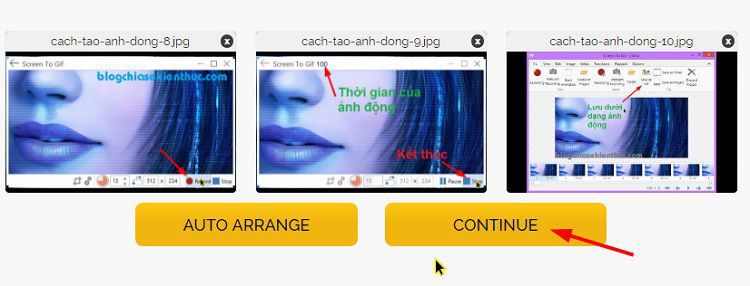 cach-tao-anh-dong-8.jpg
x
cach-tao-anh-dong-9.jpg
x
cach-tao-anh-dong-10.jpg
x
Screen To Gif
blogchiasekienthuc.com
15
512 x 234
Record
Stop
Screen To Gif 100
Thời gian của
ảnh động
Kết thúc
15
512 x 234
Pause
Stop
Lưu dưới
dạng ảnh
động
blogchiasekienthuc.com
AUTO ARRANGE
CONTINUE